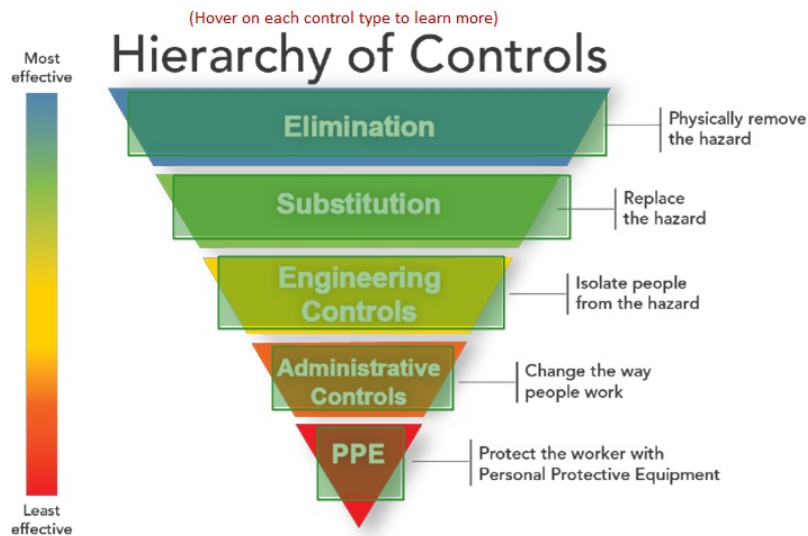 (Hover on each control type to learn more)
Hierarchy of Controls
Most
effective
Elimination
Physically remove
the hazard
Substitution
Replace
the hazard
Engineering
Controls
Isolate people
from the hazard
Administrative
Controls
Change the way
people work
PPE
Protect the worker with
Personal Protective Equipment
Least
effective